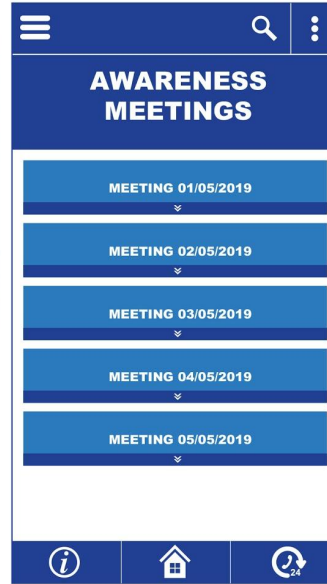 AWARENESS
MEETINGS
MEETING 01/05/2019
MEETING 02/05/2019
MEETING 03/05/2019
MEETING 04/05/2019
MEETING 05/05/2019
i
24